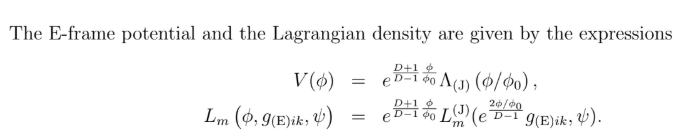 The E-frame potential and the Lagrangian density are given by the expressions
V(ϕ) = e^{\frac{D+1}{D-1}\frac{ϕ}{ϕ_0}} Λ_{(J)} (ϕ/ϕ_0) ,
L_m (ϕ, g_{(E)ik}, ψ) = e^{\frac{D+1}{D-1}\frac{ϕ}{ϕ_0}} L_m^{(J)}(e^{\frac{2ϕ/ϕ_0}{D-1}} g_{(E)ik}, ψ).